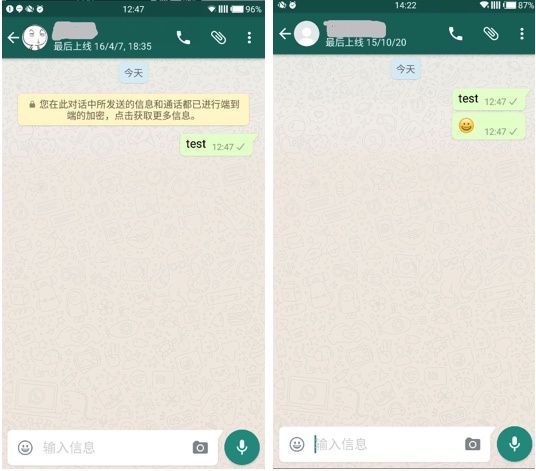 12:47
96%
最后上线 16/4/7, 18:35
今天
您在此对话中所发送的信息和通话都已进行端到
端的加密，点击获取更多信息。
test 12:47
输入信息
14:22
87%
最后上线 15/10/20
今天
test 12:47
12:47
输入信息